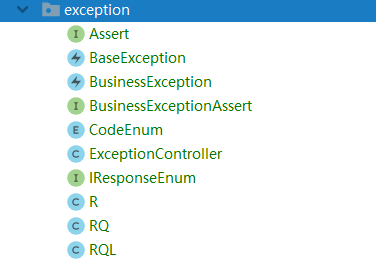 exception
Assert
BaseException
BusinessException
BusinessExceptionAssert
CodeEnum
ExceptionController
IResponseEnum
R
RQ
RQL